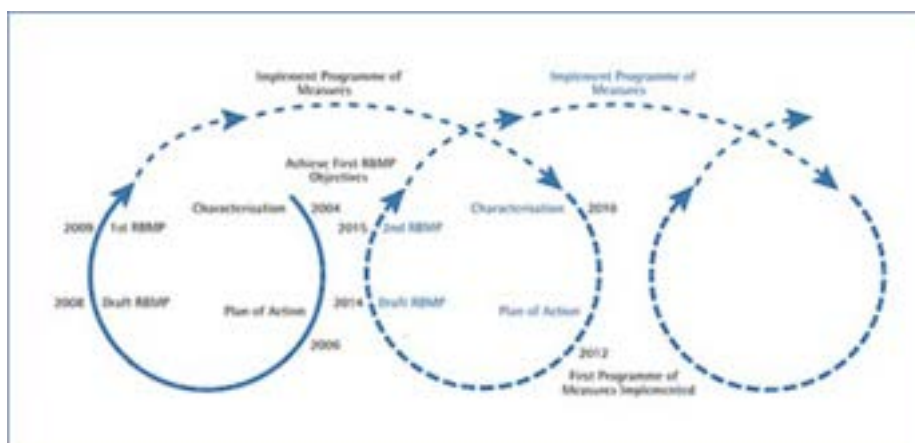 Implement Programme of
Measures
Implement Programme of
Measures
Achieve First RBMP
Objectives
Characterisation
2004
Characterisation
2010
2009
1st RBMP
2015
2nd RBMP
2008
Draft RBMP
Plan of Action
2014
Draft RBMP
Plan of Action
2006
2012
First Programme of
Measures Implemented